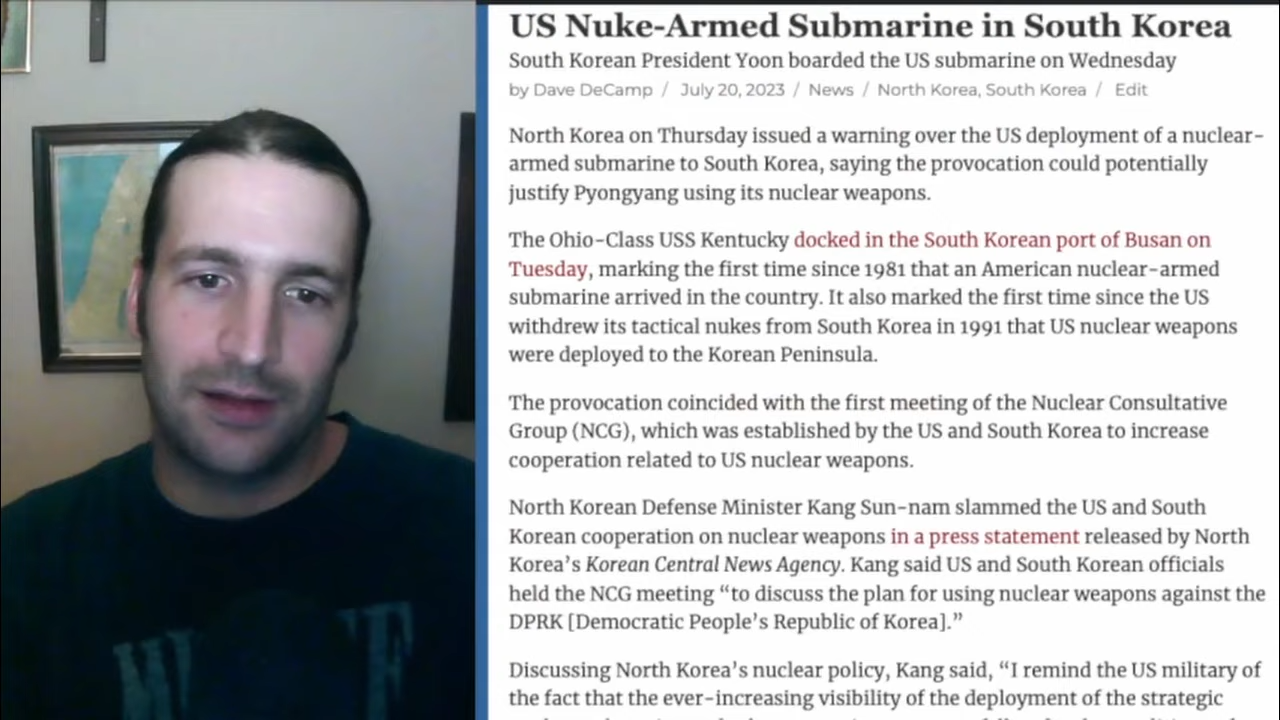 US Nuke-Armed Submarine in South Korea
South Korean President Yoon boarded the US submarine on Wednesday
by Dave DeCamp / July 20, 2023 / News / North Korea, South Korea / Edit
North Korea on Thursday issued a warning over the US deployment of a nuclear-
armed submarine to South Korea, saying the provocation could potentially
justify Pyongyang using its nuclear weapons.
The Ohio-Class USS Kentucky docked in the South Korean port of Busan on
Tuesday, marking the first time since 1981 that an American nuclear-armed
submarine arrived in the country. It also marked the first time since the US
withdrew its tactical nukes from South Korea in 1991 that US nuclear weapons
were deployed to the Korean Peninsula.
The provocation coincided with the first meeting of the Nuclear Consultative
Group (NCG), which was established by the US and South Korea to increase
cooperation related to US nuclear weapons.
North Korean Defense Minister Kang Sun-nam slammed the US and South
Korean cooperation on nuclear weapons in a press statement released by North
Korea’s Korean Central News Agency. Kang said US and South Korean officials
held the NCG meeting “to discuss the plan for using nuclear weapons against the
DPRK [Democratic People’s Republic of Korea].”
Discussing North Korea’s nuclear policy, Kang said, “I remind the US military of
the fact that the ever-increasing visibility of the deployment of the strategic